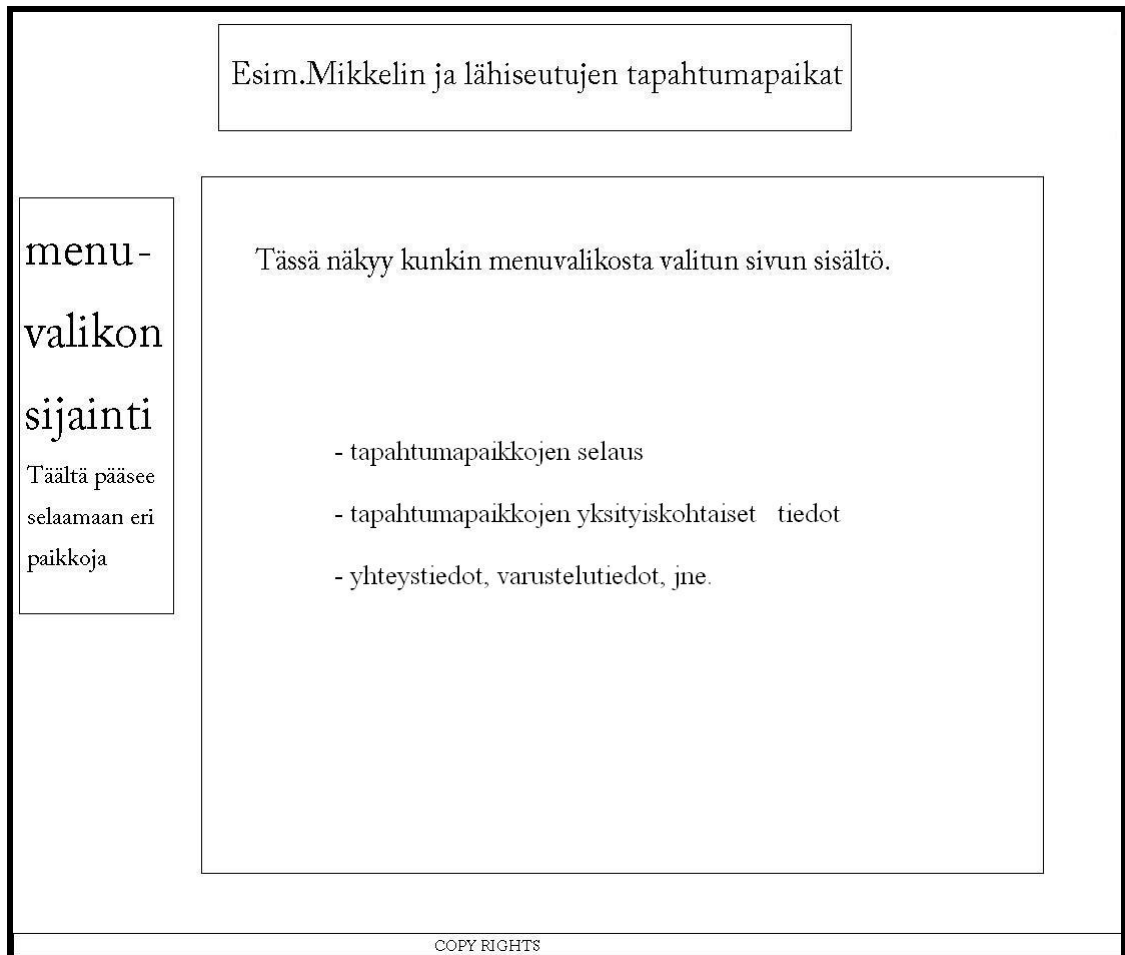 Esim.Mikkelin ja lähiseutujen tapahtumapaikat
menu-
valikon
sijainti
Täältä pääsee
selaamaan eri
paikkoja
Tässä näkyy kunkin menuvalikosta valitun sivun sisältö.
- tapahtumapaikkojen selaus
- tapahtumapaikkojen yksityiskohtaiset tiedot
- yhteystiedot, varustelutiedot, jne.
COPY RIGHTS